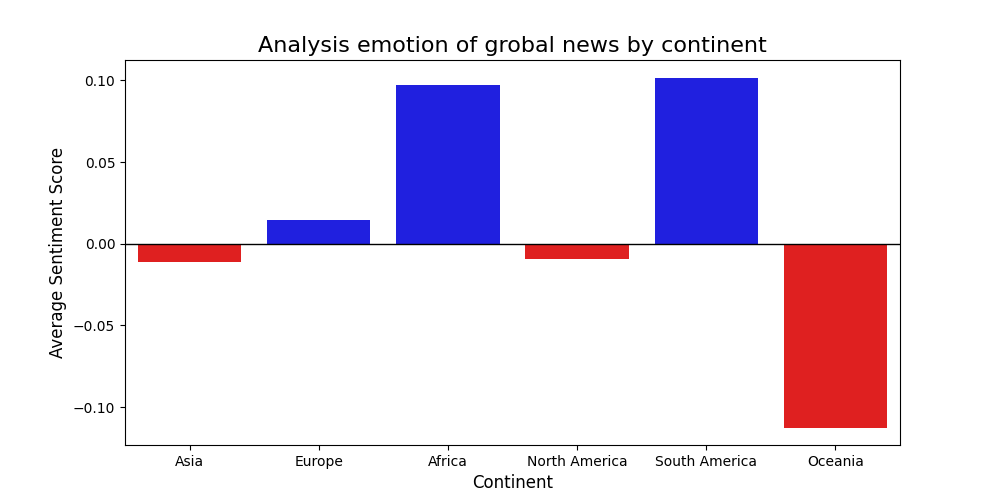 Analysis emotion of grobal news by continent
Average Sentiment Score
0.10
0.05
0.00
−0.05
−0.10
Asia
Europe
Africa
North America
South America
Oceania
Continent